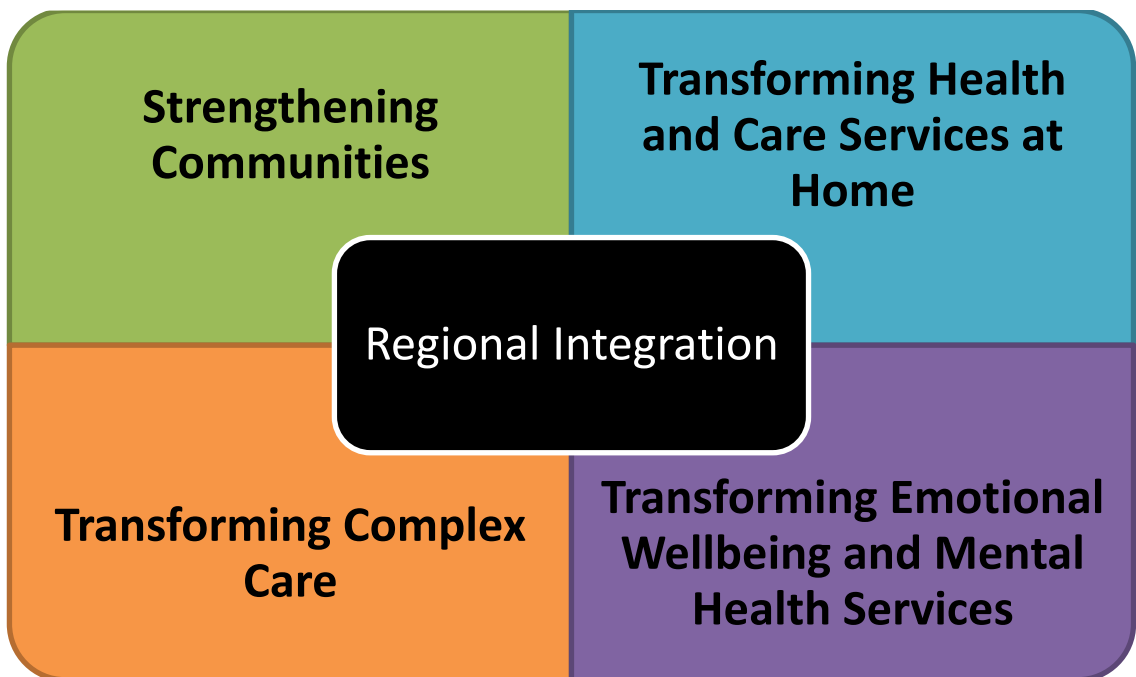 Strengthening
Communities
Transforming Health
and Care Services at
Home
Regional Integration
Transforming Complex
Care
Transforming Emotional
Wellbeing and Mental
Health Services